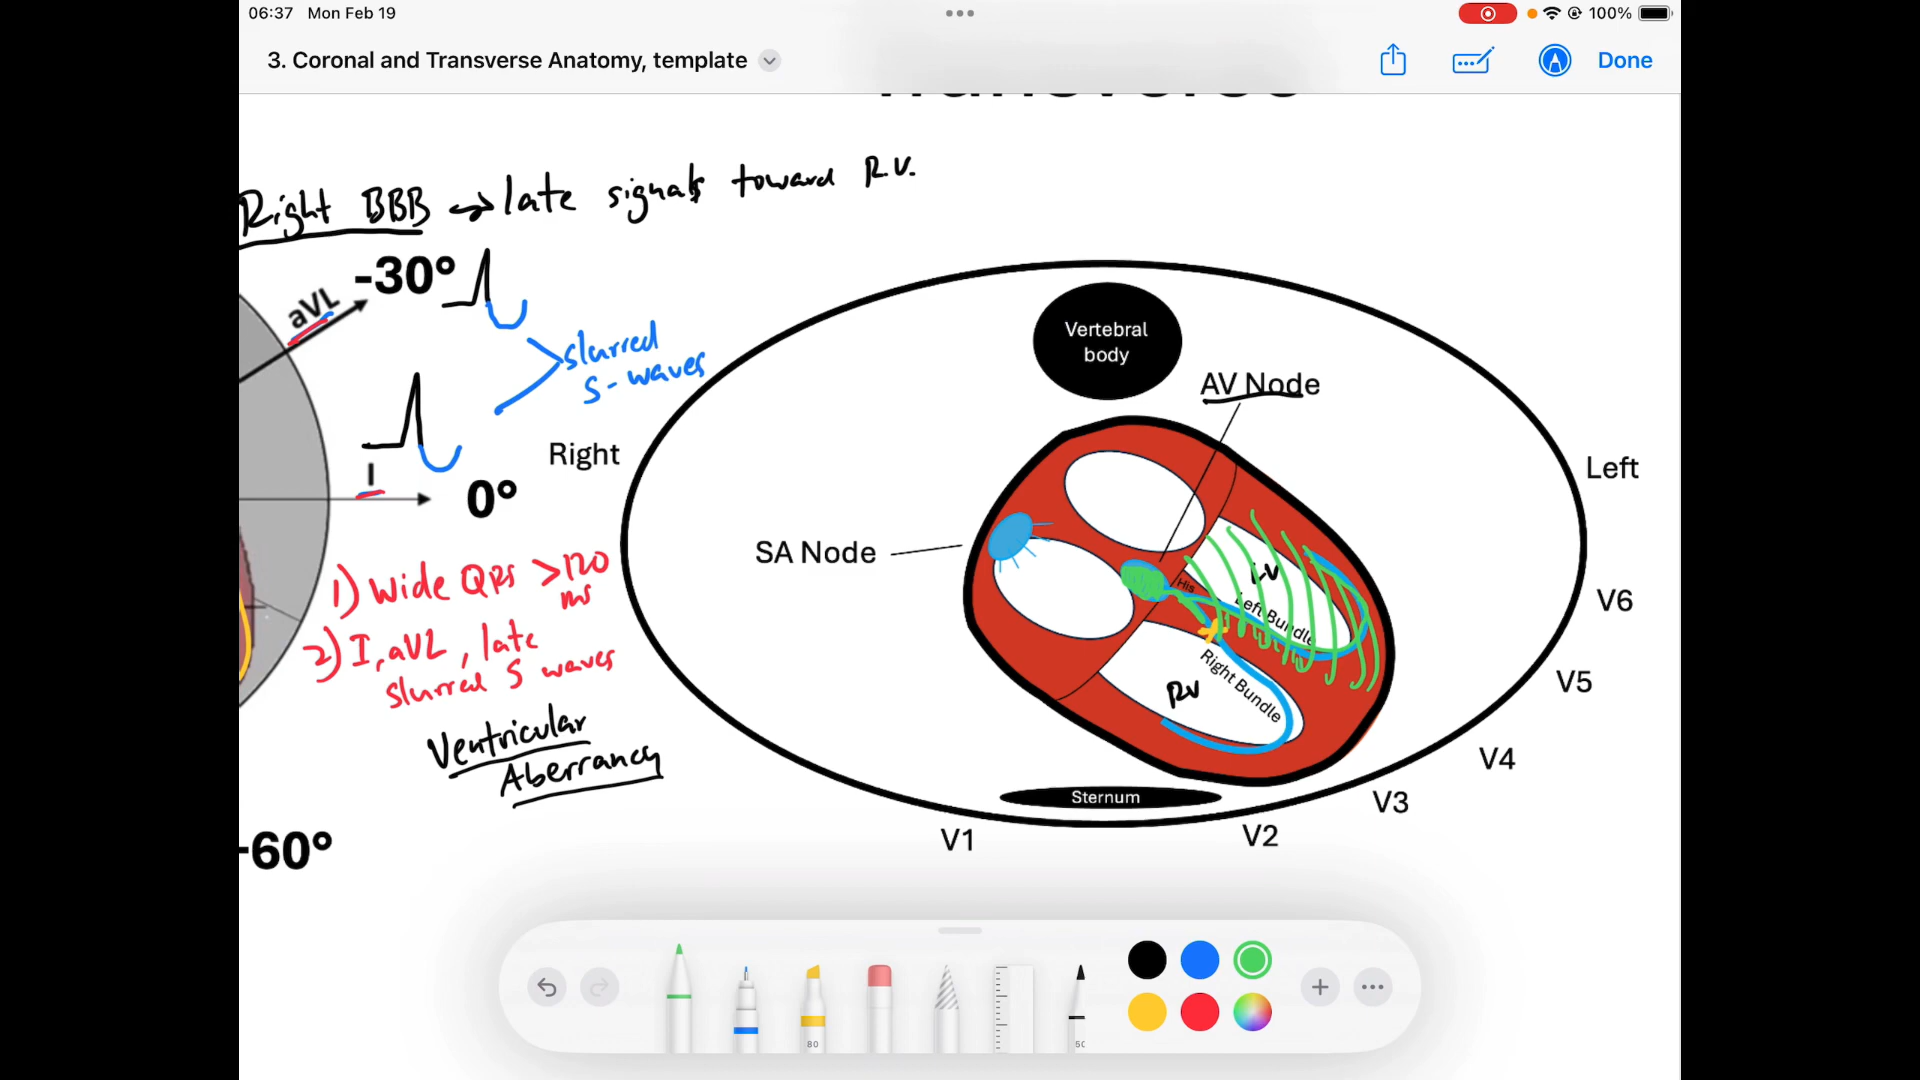 06:37 Mon Feb 19
100%
3. Coronal and Transverse Anatomy, template
Done
Transverse
Right BBB → late signals toward R.V.
-30°
aVL
slurred
S-waves
I
0°
1) Wide QRS >120
ms
2) I, aVL, late
slurred S waves
Ventricular
Aberrancy
-60°
Vertebral
body
AV Node
Right
Left
SA Node
His
LV
Left Bundle
Right Bundle
RV
Sternum
V1
V2
V3
V4
V5
V6
80
50